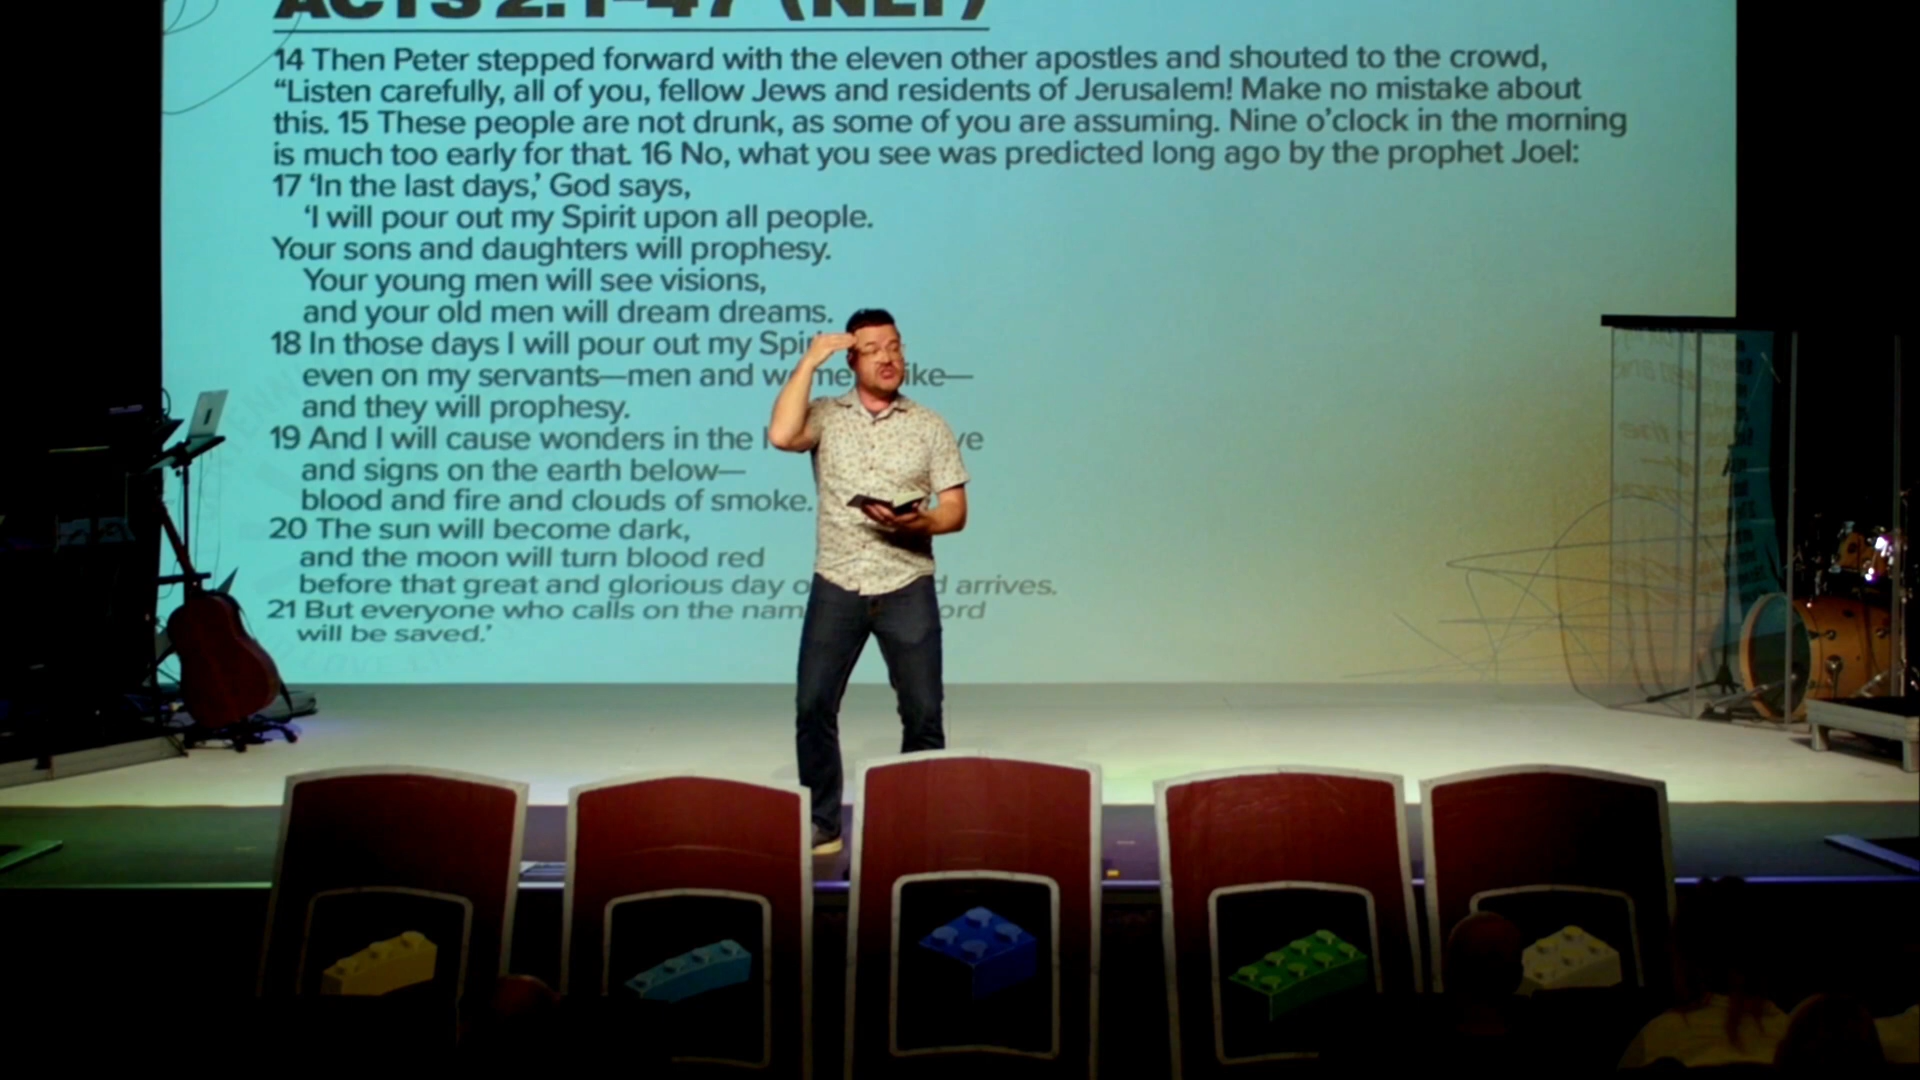 ACTS 2:1-47 (NLT)
14 Then Peter stepped forward with the eleven other apostles and shouted to the crowd,
“Listen carefully, all of you, fellow Jews and residents of Jerusalem! Make no mistake about
this. 15 These people are not drunk, as some of you are assuming. Nine o’clock in the morning
is much too early for that. 16 No, what you see was predicted long ago by the prophet Joel:
17 ‘In the last days,’ God says,
‘I will pour out my Spirit upon all people.
Your sons and daughters will prophesy.
Your young men will see visions,
and your old men will dream dreams.
18 In those days I will pour out my
even on my servants—men and
and they will prophesy.
19 And I will cause wonders in the
and signs on the earth below—
blood and fire and clouds of smoke.
20 The sun will become dark,
and the moon will turn blood red
before that great and glorious day arrives.
21 But everyone who calls on the
will be saved.’